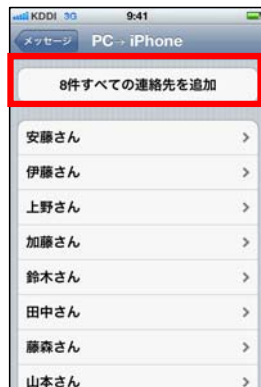 KDDI 3G 9:41
メッセージ PC→iPhone
8件すべての連絡先を追加
安藤さん
伊藤さん
上野さん
加藤さん
鈴木さん
田中さん
藤森さん
山本さん